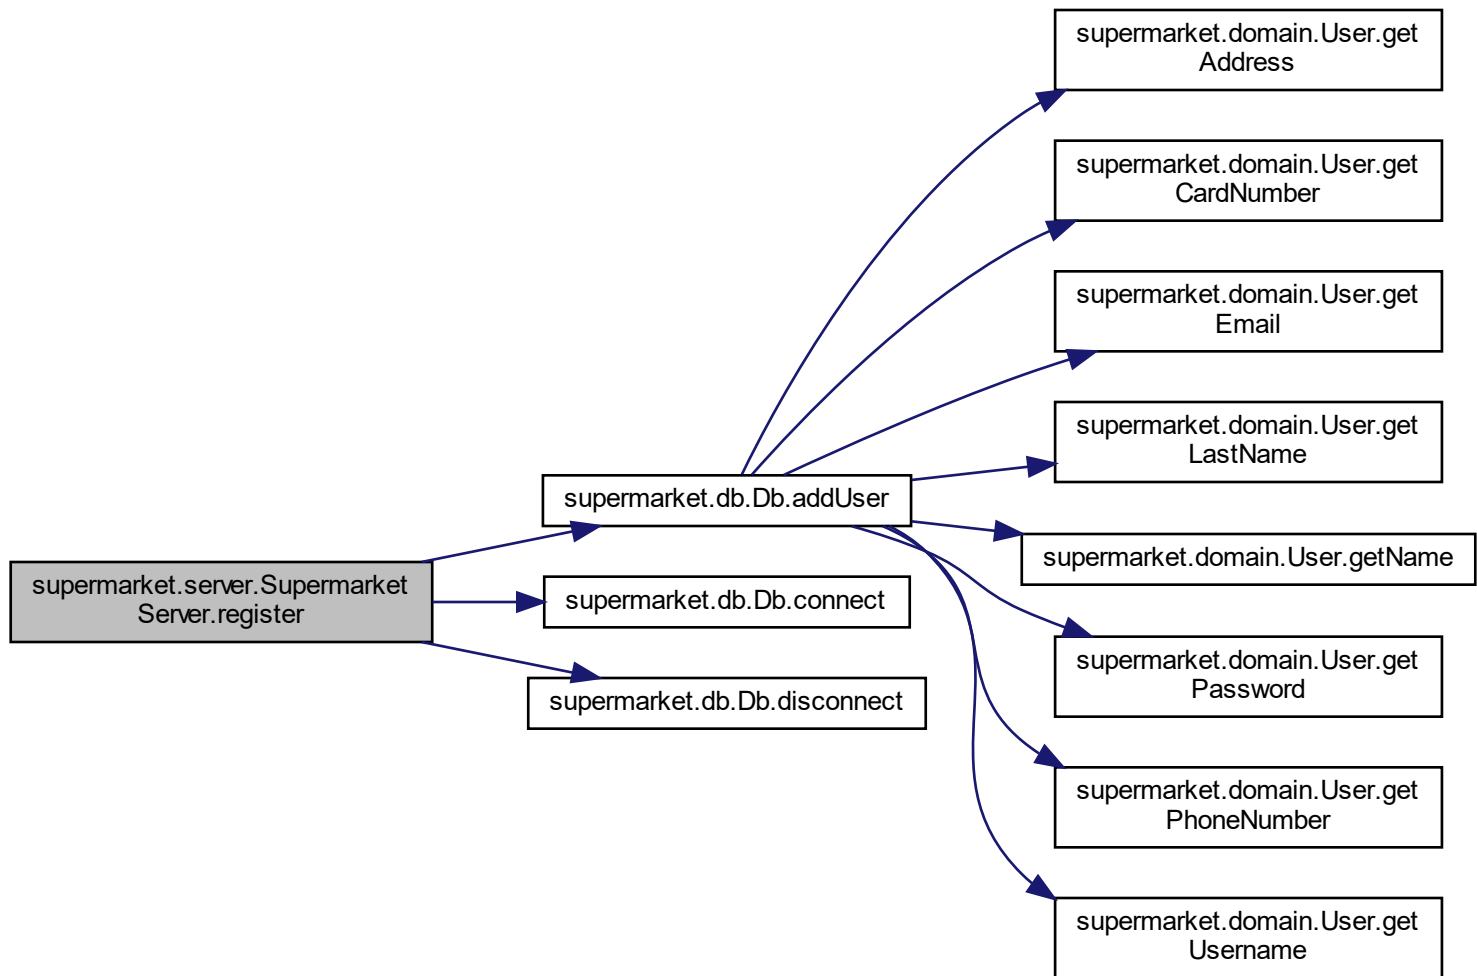 supermarket.domain.User.get
Address
supermarket.domain.User.get
CardNumber
supermarket.domain.User.get
Email
supermarket.domain.User.get
LastName
supermarket.db.Db.addUser
supermarket.domain.User.getName
supermarket.server.Supermarket
Server.register
supermarket.db.Db.connect
supermarket.domain.User.get
Password
supermarket.db.Db.disconnect
supermarket.domain.User.get
PhoneNumber
supermarket.domain.User.get
Username